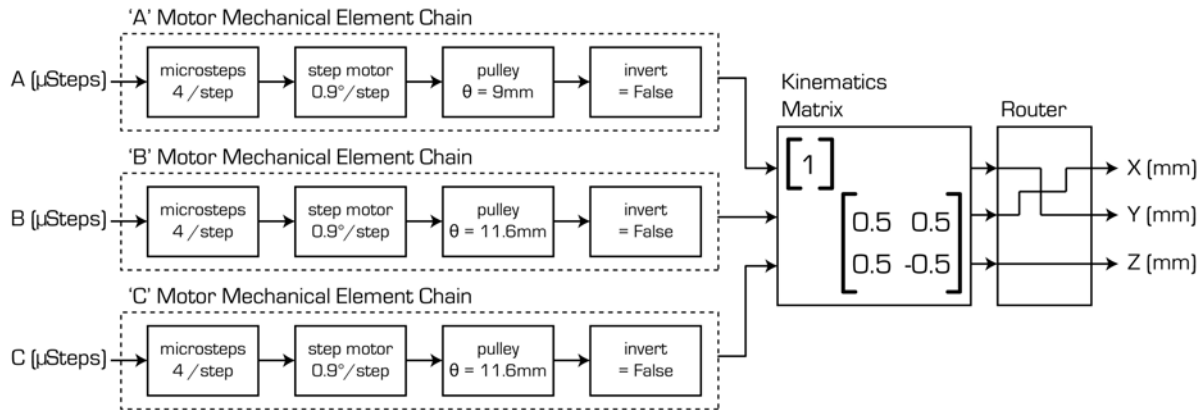 'A' Motor Mechanical Element Chain
A (µSteps)
microsteps
4 /step
step motor
0.9°/step
pulley
θ = 9mm
invert
= False
'B' Motor Mechanical Element Chain
B (µSteps)
microsteps
4 /step
step motor
0.9°/step
pulley
θ = 11.6mm
invert
= False
'C' Motor Mechanical Element Chain
C (µSteps)
microsteps
4 /step
step motor
0.9°/step
pulley
θ = 11.6mm
invert
= False
Kinematics
Matrix
1
0.5 0.5
0.5 -0.5
Router
X (mm)
Y (mm)
Z (mm)